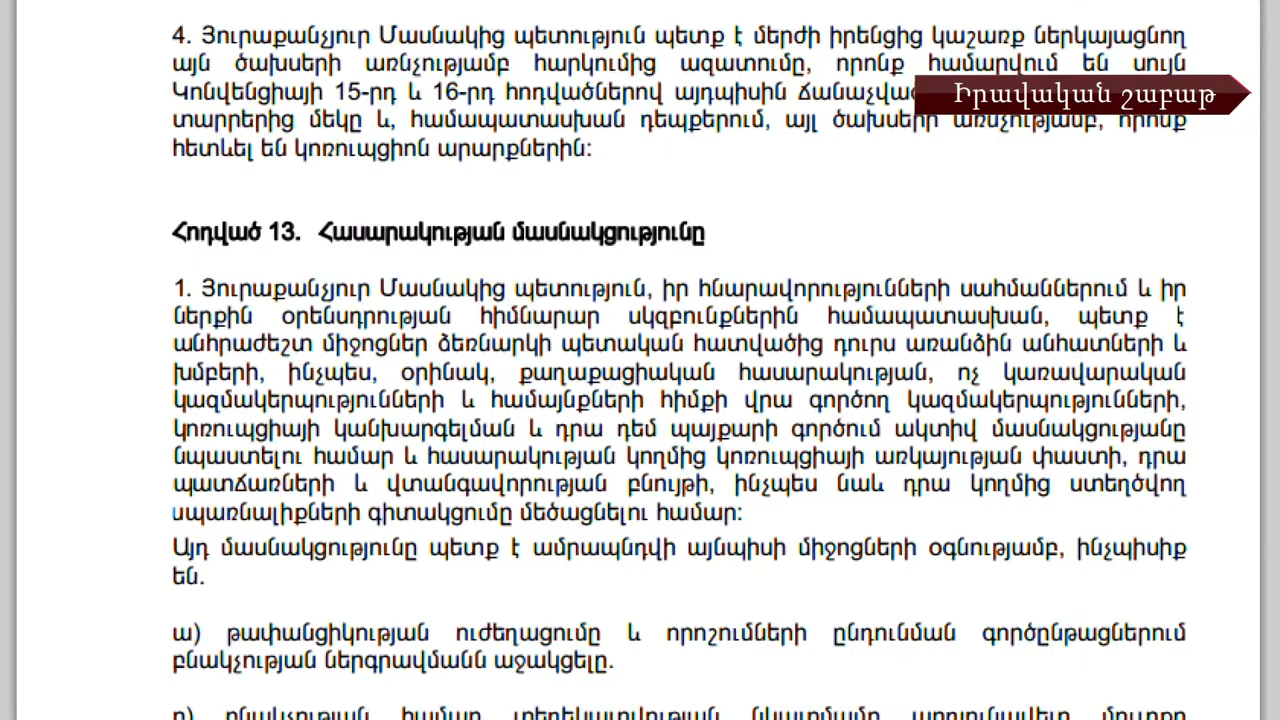 4. Յուրաքանչյուր Մասնակից պետություն պետք է մերժի իրենցից կաշառք ներկայացնող
այն ծախսերի առնչությամբ հարկումից ազատումը, որոնք համարվում են սույն
Կոնվենցիայի 15-րդ և 16-րդ հոդվածներով այդպիսին
Իրավական շաբաթ
տարրերից մեկը և, համապատասխան դեպքերում, այլ ծախսերի առնչությամբ, որոնք
հետևել են կոռուպցիոն արարքներին:
Հոդված 13. Հասարակության մասնակցությունը
1. Յուրաքանչյուր Մասնակից պետություն, իր հնարավորությունների սահմաններում և իր
ներքին օրենսդրության հիմնարար սկզբունքներին համապատասխան, պետք է
անհրաժեշտ միջոցներ ձեռնարկի պետական հատվածից դուրս առանձին անհատների և
խմբերի, ինչպես, օրինակ, քաղաքացիական հասարակության, ոչ կառավարական
կազմակերպությունների և համայնքների հիմքի վրա գործող կազմակերպությունների,
կոռուպցիայի կանխարգելման և դրա դեմ պայքարի գործում ակտիվ մասնակցությանը
նպաստելու համար և հասարակության կողմից կոռուպցիայի առկայության փաստի, դրա
պատճառների և վտանգավորության բնույթի, ինչպես նաև դրա կողմից ստեղծվող
սպառնալիքների գիտակցումը մեծացնելու համար:
Այդ մասնակցությունը պետք է ամրապնդվի այնպիսի միջոցների օգնությամբ, ինչպիսիք
են.
ա) թափանցիկության ուժեղացումը և որոշումների ընդունման գործընթացներում
բնակչության ներգրավմանն աջակցելը.